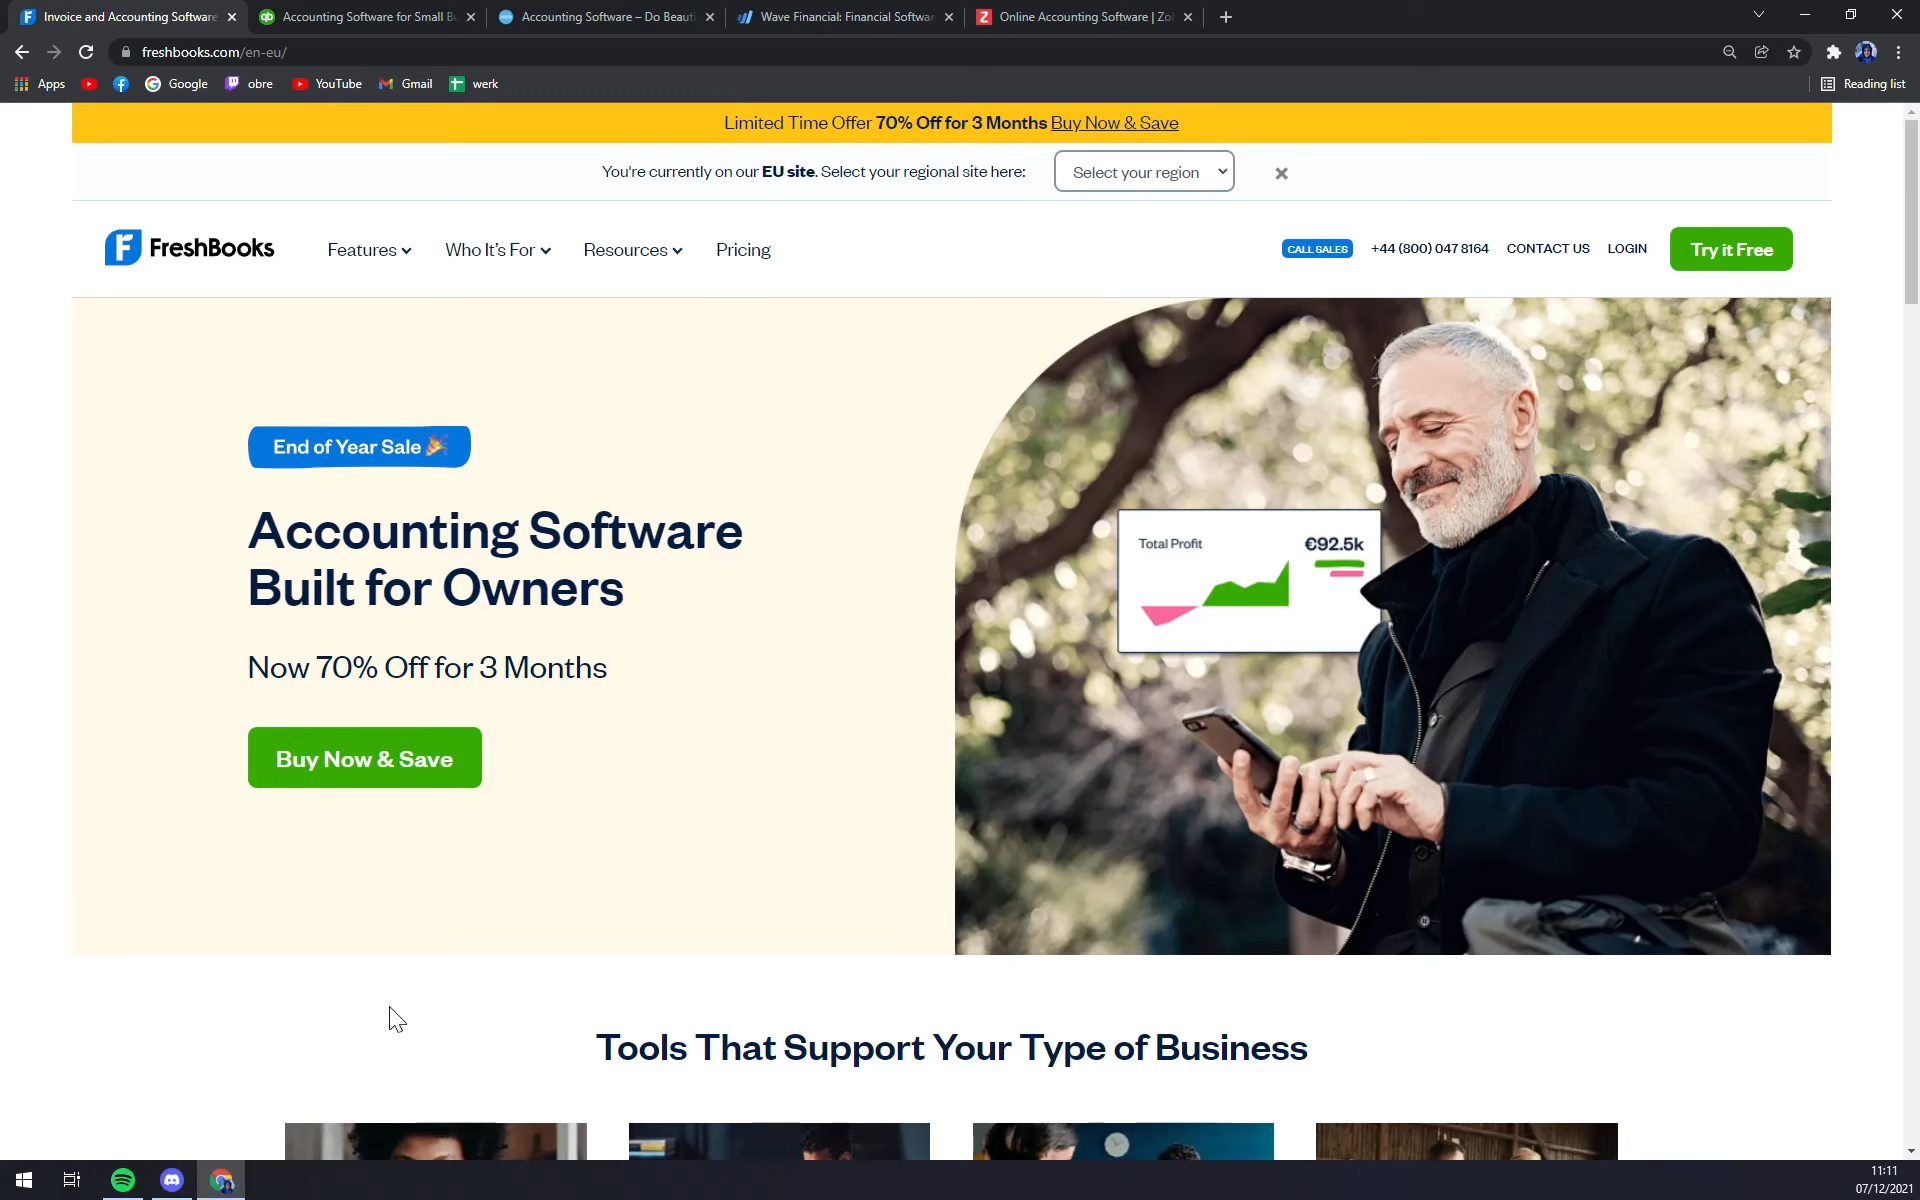 Invoice and Accounting Software
Accounting Software for Small B
Accounting Software – Do Beauti
Wave Financial: Financial Softwar
Online Accounting Software | Zo
freshbooks.com/en-eu/
Apps
Google
obre
YouTube
Gmail
werk
Reading list
Limited Time Offer 70% Off for 3 Months Buy Now & Save
You're currently on our EU site. Select your regional site here:
Select your region
FreshBooks
Features
Who It's For
Resources
Pricing
CALL SALES
+44 (800) 047 8164
CONTACT US
LOGIN
Try it Free
End of Year Sale 🎉
Accounting Software
Built for Owners
Now 70% Off for 3 Months
Buy Now & Save
Total Profit
€92.5k
Tools That Support Your Type of Business
11:11
07/12/2021